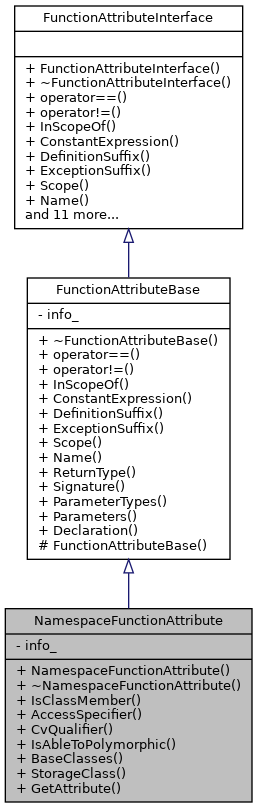 FunctionAttributeInterface
+ FunctionAttributeInterface()
+ ~FunctionAttributeInterface()
+ operator==()
+ operator!=()
+ InScopeOf()
+ ConstantExpression()
+ DefinitionSuffix()
+ ExceptionSuffix()
+ Scope()
+ Name()
and 11 more...
FunctionAttributeBase
- info_
+ ~FunctionAttributeBase()
+ operator==()
+ operator!=()
+ InScopeOf()
+ ConstantExpression()
+ DefinitionSuffix()
+ ExceptionSuffix()
+ Scope()
+ Name()
+ ReturnType()
+ Signature()
+ ParameterTypes()
+ Parameters()
+ Declaration()
# FunctionAttributeBase()
NamespaceFunctionAttribute
- info_
+ NamespaceFunctionAttribute()
+ ~NamespaceFunctionAttribute()
+ IsClassMember()
+ AccessSpecifier()
+ CvQualifier()
+ IsAbleToPolymorphic()
+ BaseClasses()
+ StorageClass()
+ GetAttribute()